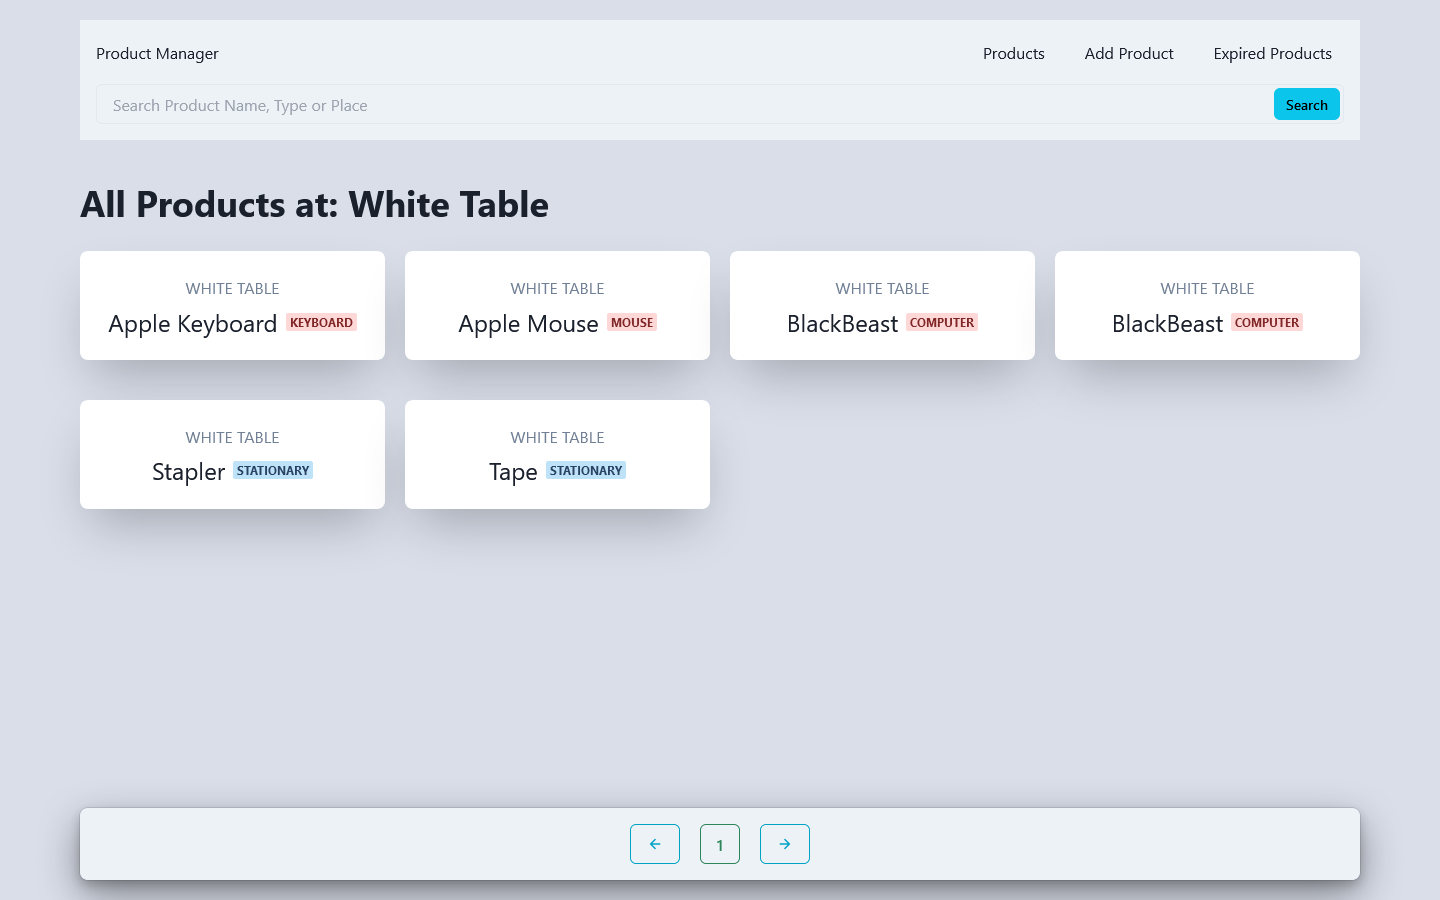 Product Manager
Products
Add Product
Expired Products
Search Product Name, Type or Place
Search
All Products at: White Table
WHITE TABLE
Apple Keyboard KEYBOARD
WHITE TABLE
Apple Mouse MOUSE
WHITE TABLE
BlackBeast COMPUTER
WHITE TABLE
BlackBeast COMPUTER
WHITE TABLE
Stapler STATIONARY
WHITE TABLE
Tape STATIONARY
1